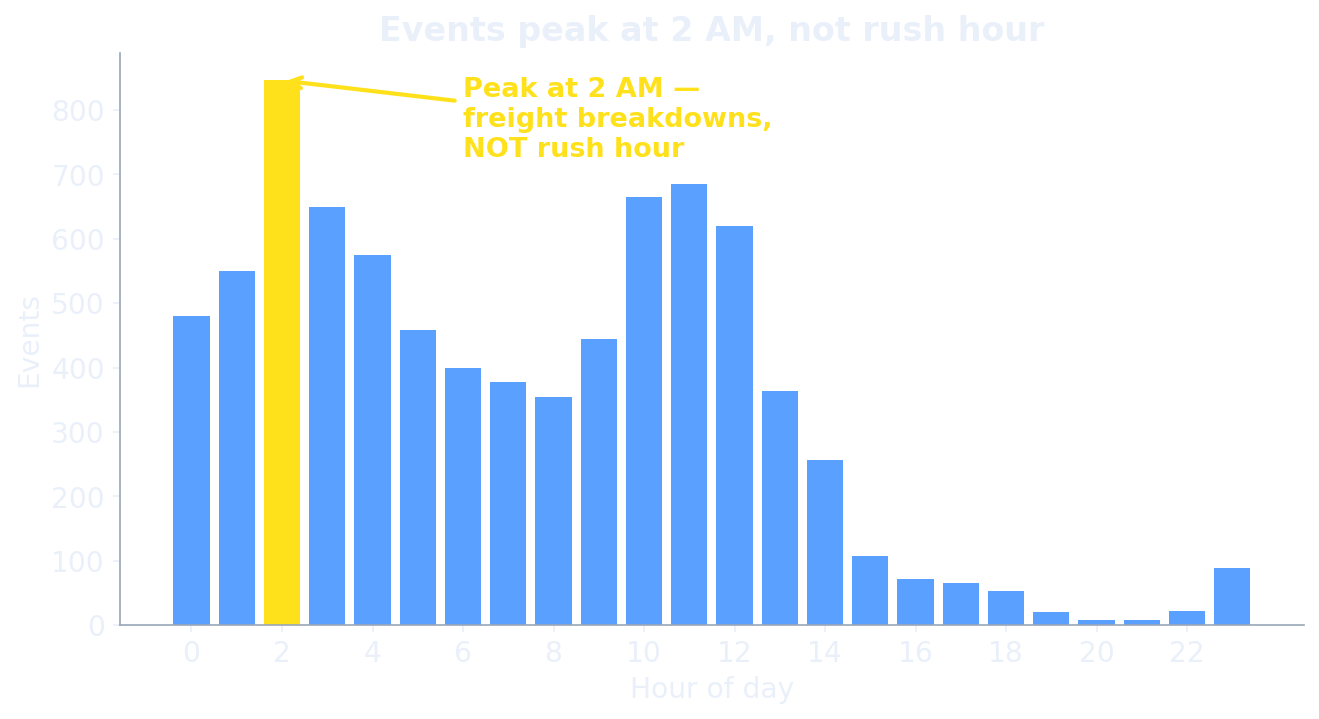 Events peak at 2 AM, not rush hour
Peak at 2 AM —
freight breakdowns,
NOT rush hour
800
700
600
500
400
300
200
100
0
Events
0 2 4 6 8 10 12 14 16 18 20 22
Hour of day